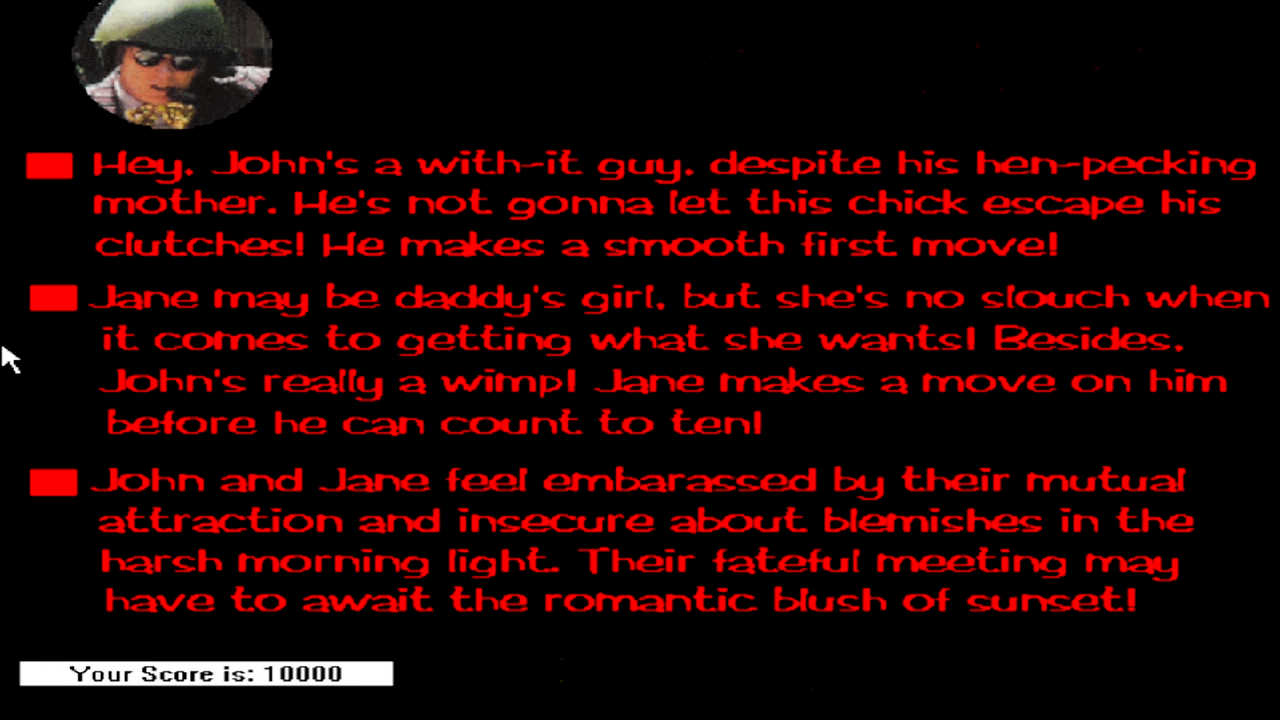 Hey, John's a with-it guy, despite his hen-pecking
mother. He's not gonna let this chick escape his
clutches! He makes a smooth first move!
Jane may be daddy's girl, but she's no slouch when
it comes to getting what she wants! Besides,
John's really a wimp! Jane makes a move on him
before he can count to ten!
John and Jane feel embarassed by their mutual
attraction and insecure about blemishes in the
harsh morning light. Their fateful meeting may
have to await the romantic blush of sunset!
Your Score is: 10000